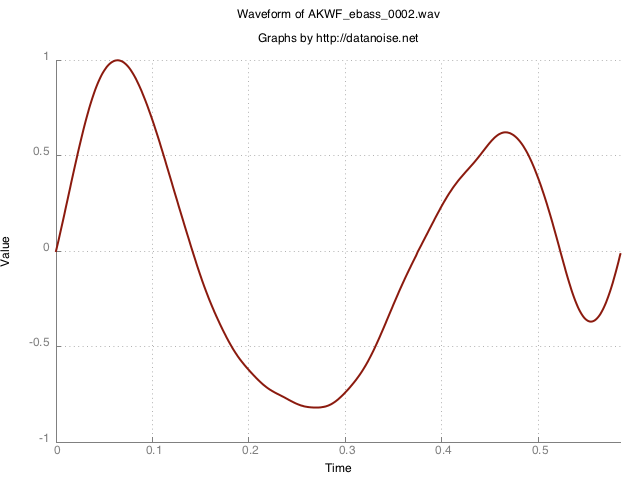 Waveform of AKWF_ebass_0002.wav
Graphs by http://datanoise.net
1
0.5
0
-0.5
-1
Value
0 0.1 0.2 0.3 0.4 0.5
Time